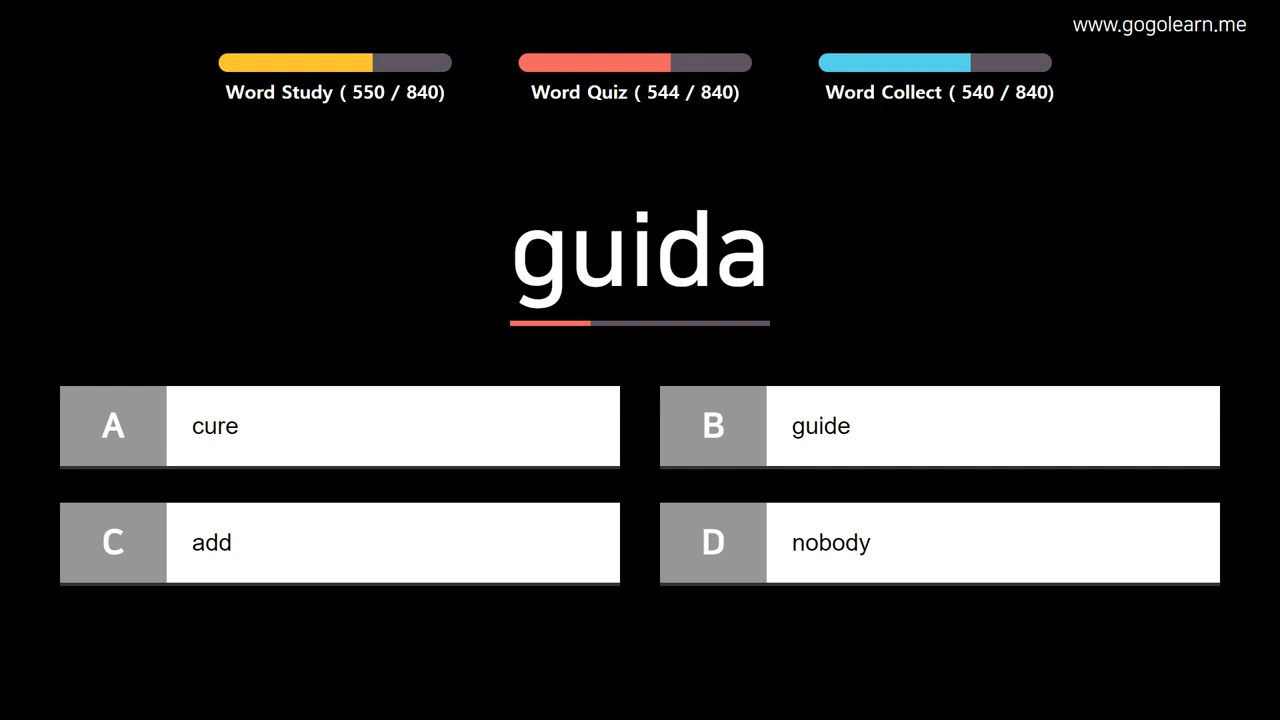 www.gogolearn.me
Word Study ( 550 / 840)
Word Quiz ( 544 / 840)
Word Collect ( 540 / 840)
guida
A cure
B guide
C add
D nobody